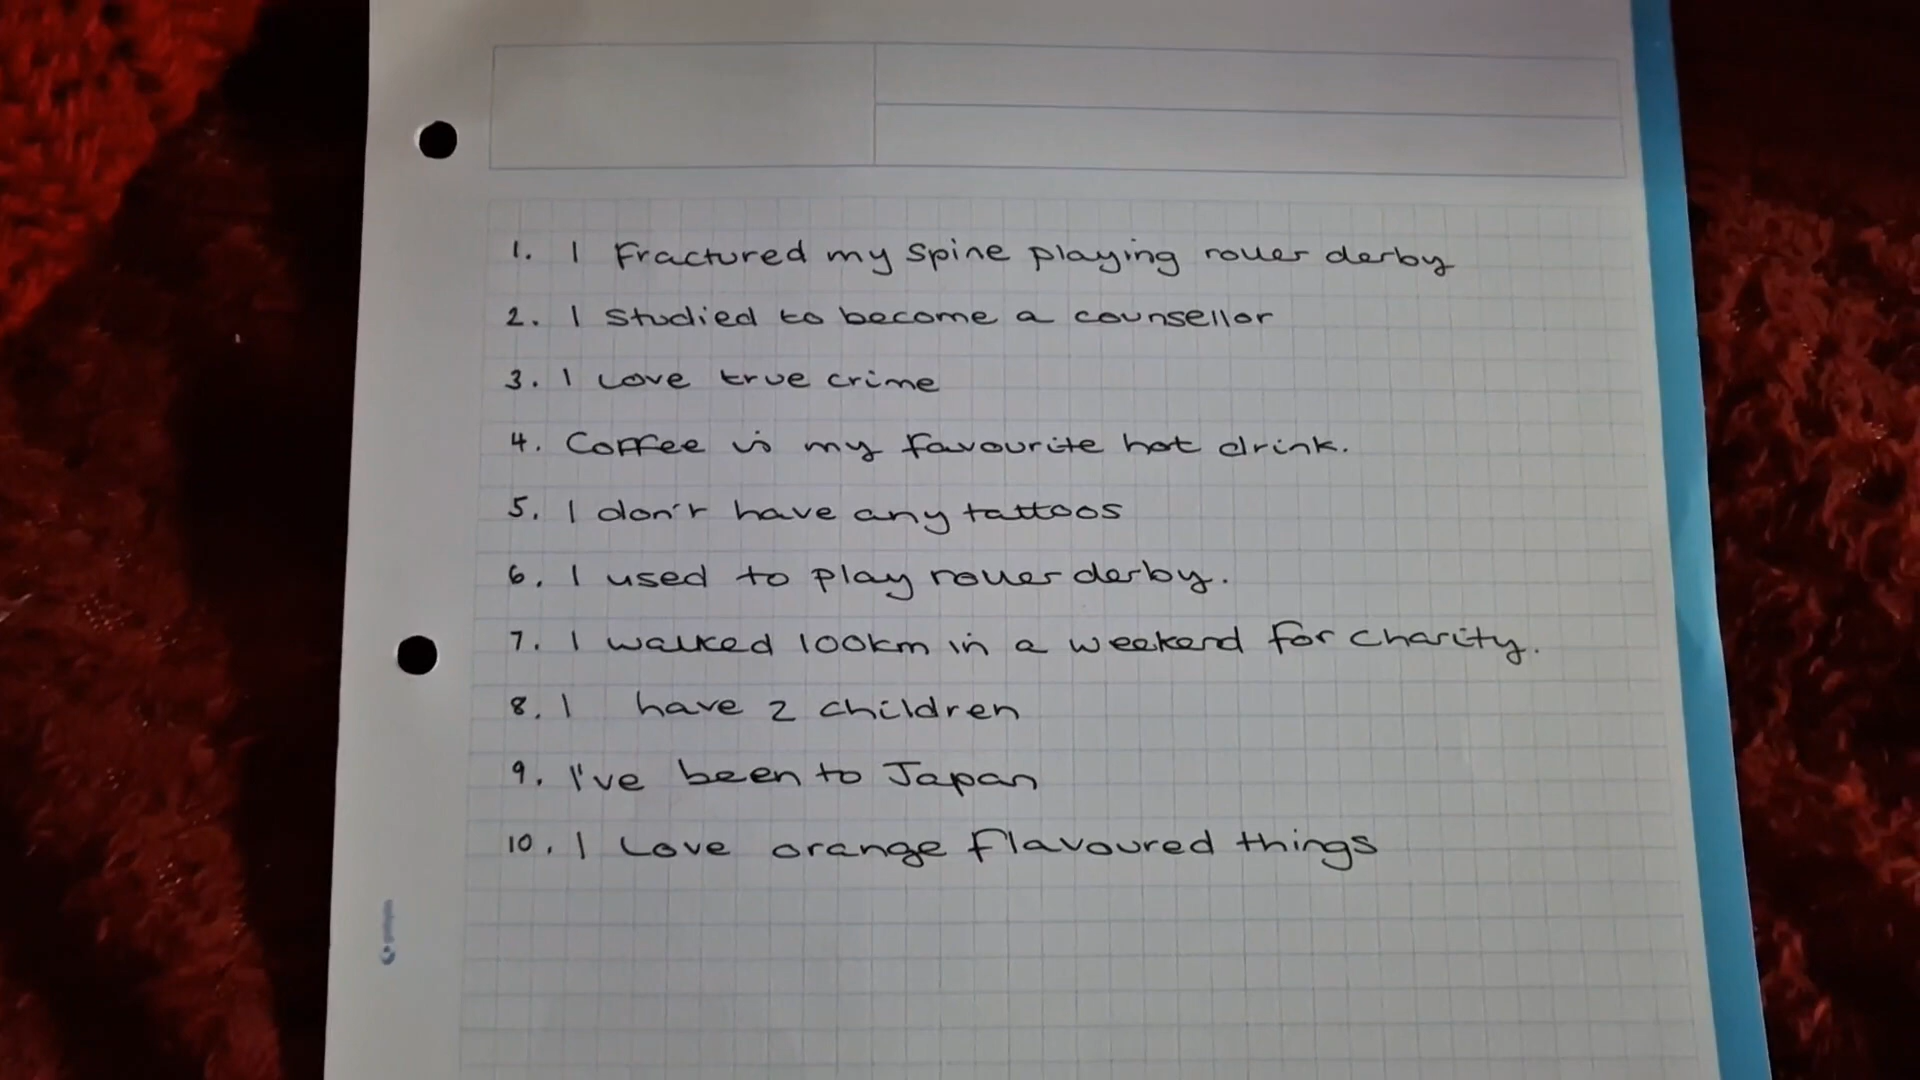 1. I Fractured my spine playing roller derby
2. I studied to become a counsellor
3. I love true crime
4. Coffee is my favourite hot drink.
5. I don't have any tattoos
6. I used to play roller derby.
7. I walked 100km in a weekend for charity.
8. I have 2 children
9. I've been to Japan
10. I love orange flavoured things